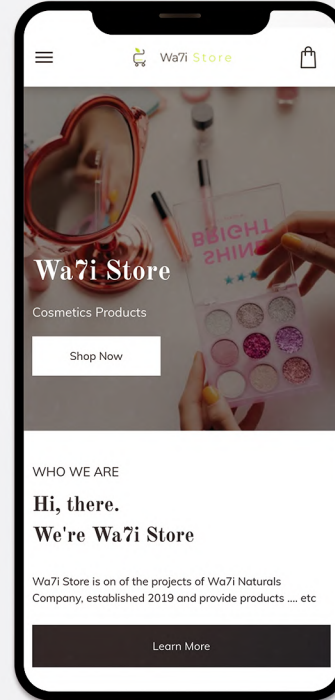 Wa7i Store
BRIGHT
SHINE
Wa7i Store
Cosmetics Products
Shop Now
WHO WE ARE
Hi, there.
We're Wa7i Store
Wa7i Store is on of the projects of Wa7i Naturals
Company, established 2019 and provide products .... etc
Learn More